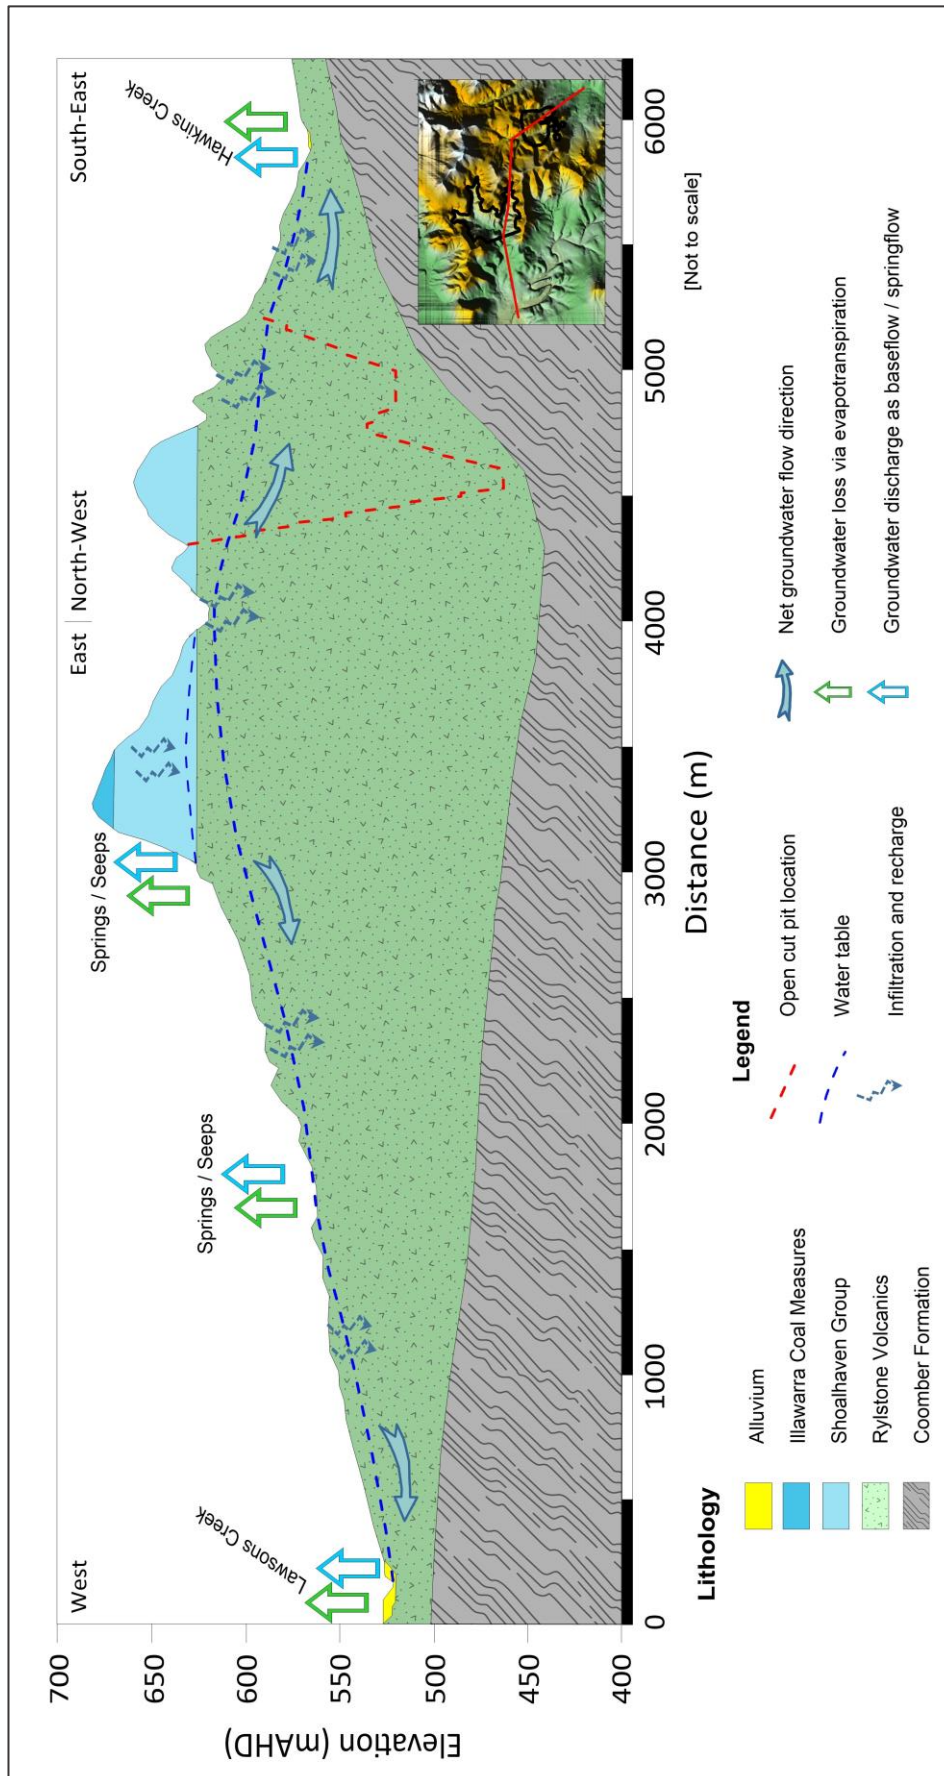 West
East | North-West
South-East
Lawsons Creek
Springs / Seeps
Springs / Seeps
Hawkins Creek
700
650
600
550
500
450
400
Elevation (mAHD)
0
1000
2000
3000
4000
5000
6000
Distance (m)
[Not to scale]
Lithology
Alluvium
Illawarra Coal Measures
Shoalhaven Group
Rylstone Volcanics
Coomber Formation
Legend
Open cut pit location
Water table
Infiltration and recharge
Net groundwater flow direction
Groundwater loss via evapotranspiration
Groundwater discharge as baseflow / springflow